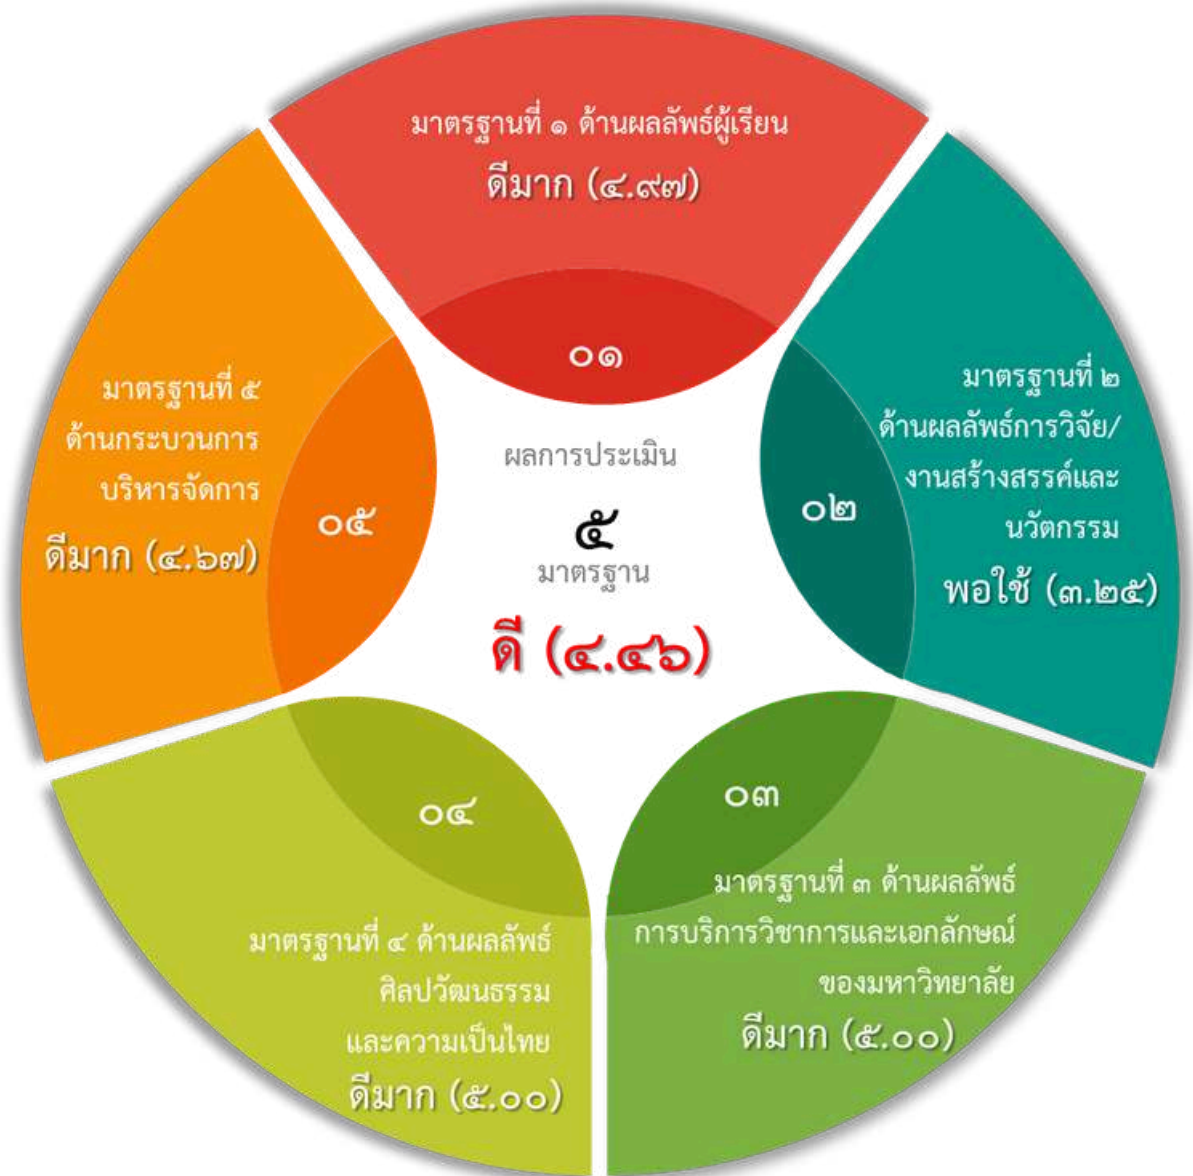 มาตรฐานที่ ๑ ด้านผลลัพธ์ผู้เรียน
ดีมาก (๔.๙๗)
๐๑
มาตรฐานที่ ๒
ด้านผลลัพธ์การวิจัย/
งานสร้างสรรค์และ
นวัตกรรม
พอใช้ (๓.๒๕)
๐๒
มาตรฐานที่ ๓ ด้านผลลัพธ์
การบริการวิชาการและเอกลักษณ์
ของมหาวิทยาลัย
ดีมาก (๕.๐๐)
๐๓
มาตรฐานที่ ๔ ด้านผลลัพธ์
ศิลปวัฒนธรรม
และความเป็นไทย
ดีมาก (๕.๐๐)
๐๔
มาตรฐานที่ ๕
ด้านกระบวนการ
บริหารจัดการ
ดีมาก (๔.๖๗)
๐๕
ผลการประเมิน
๕
มาตรฐาน
ดี (๔.๔๖)